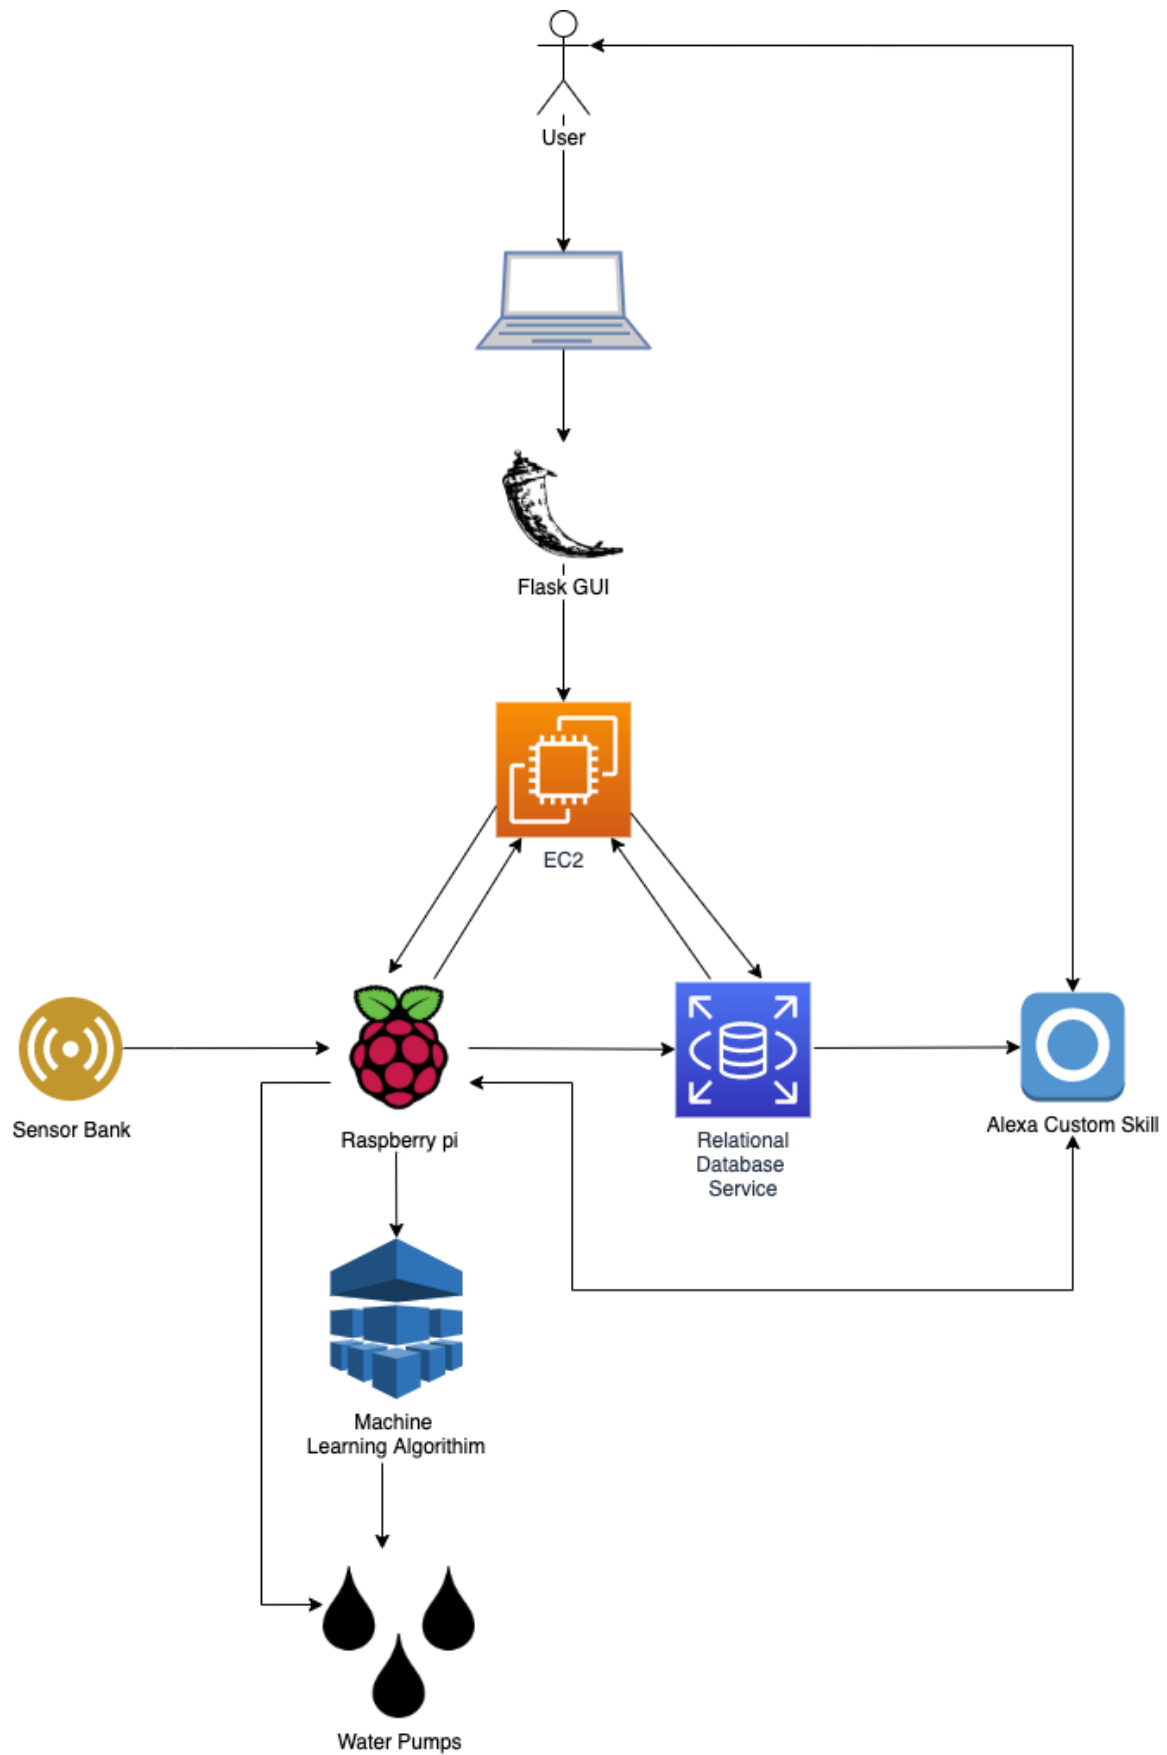 User
Flask GUI
EC2
Sensor Bank
Raspberry pi
Relational
Database
Service
Alexa Custom Skill
Machine
Learning Algorithim
Water Pumps